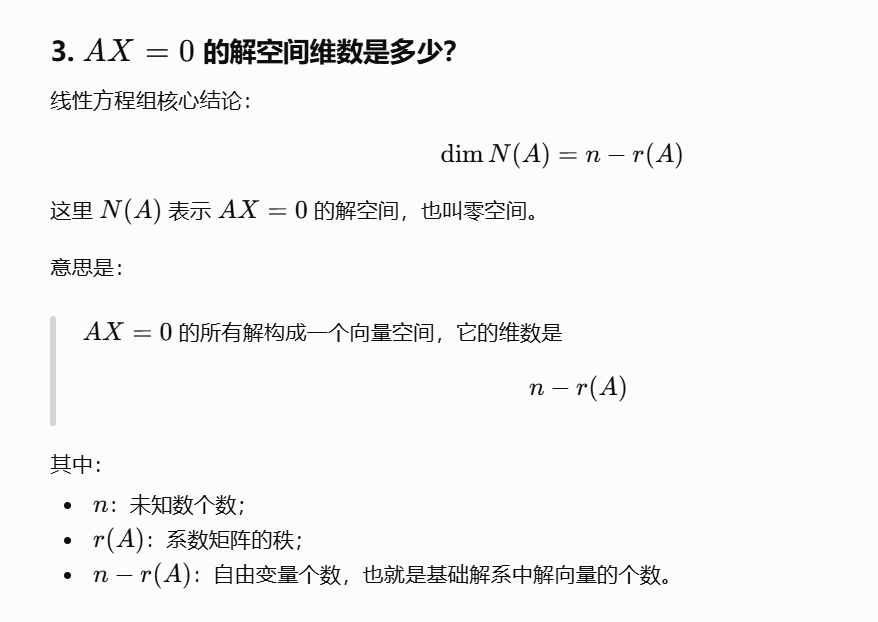 3. AX = 0 的解空间维数是多少？
线性方程组核心结论：
dim N(A) = n − r(A)
这里 N(A) 表示 AX = 0 的解空间，也叫零空间。
意思是：
AX = 0 的所有解构成一个向量空间，它的维数是
n − r(A)
其中：
• n：未知数个数；
• r(A)：系数矩阵的秩；
• n − r(A)：自由变量个数，也就是基础解系中解向量的个数。